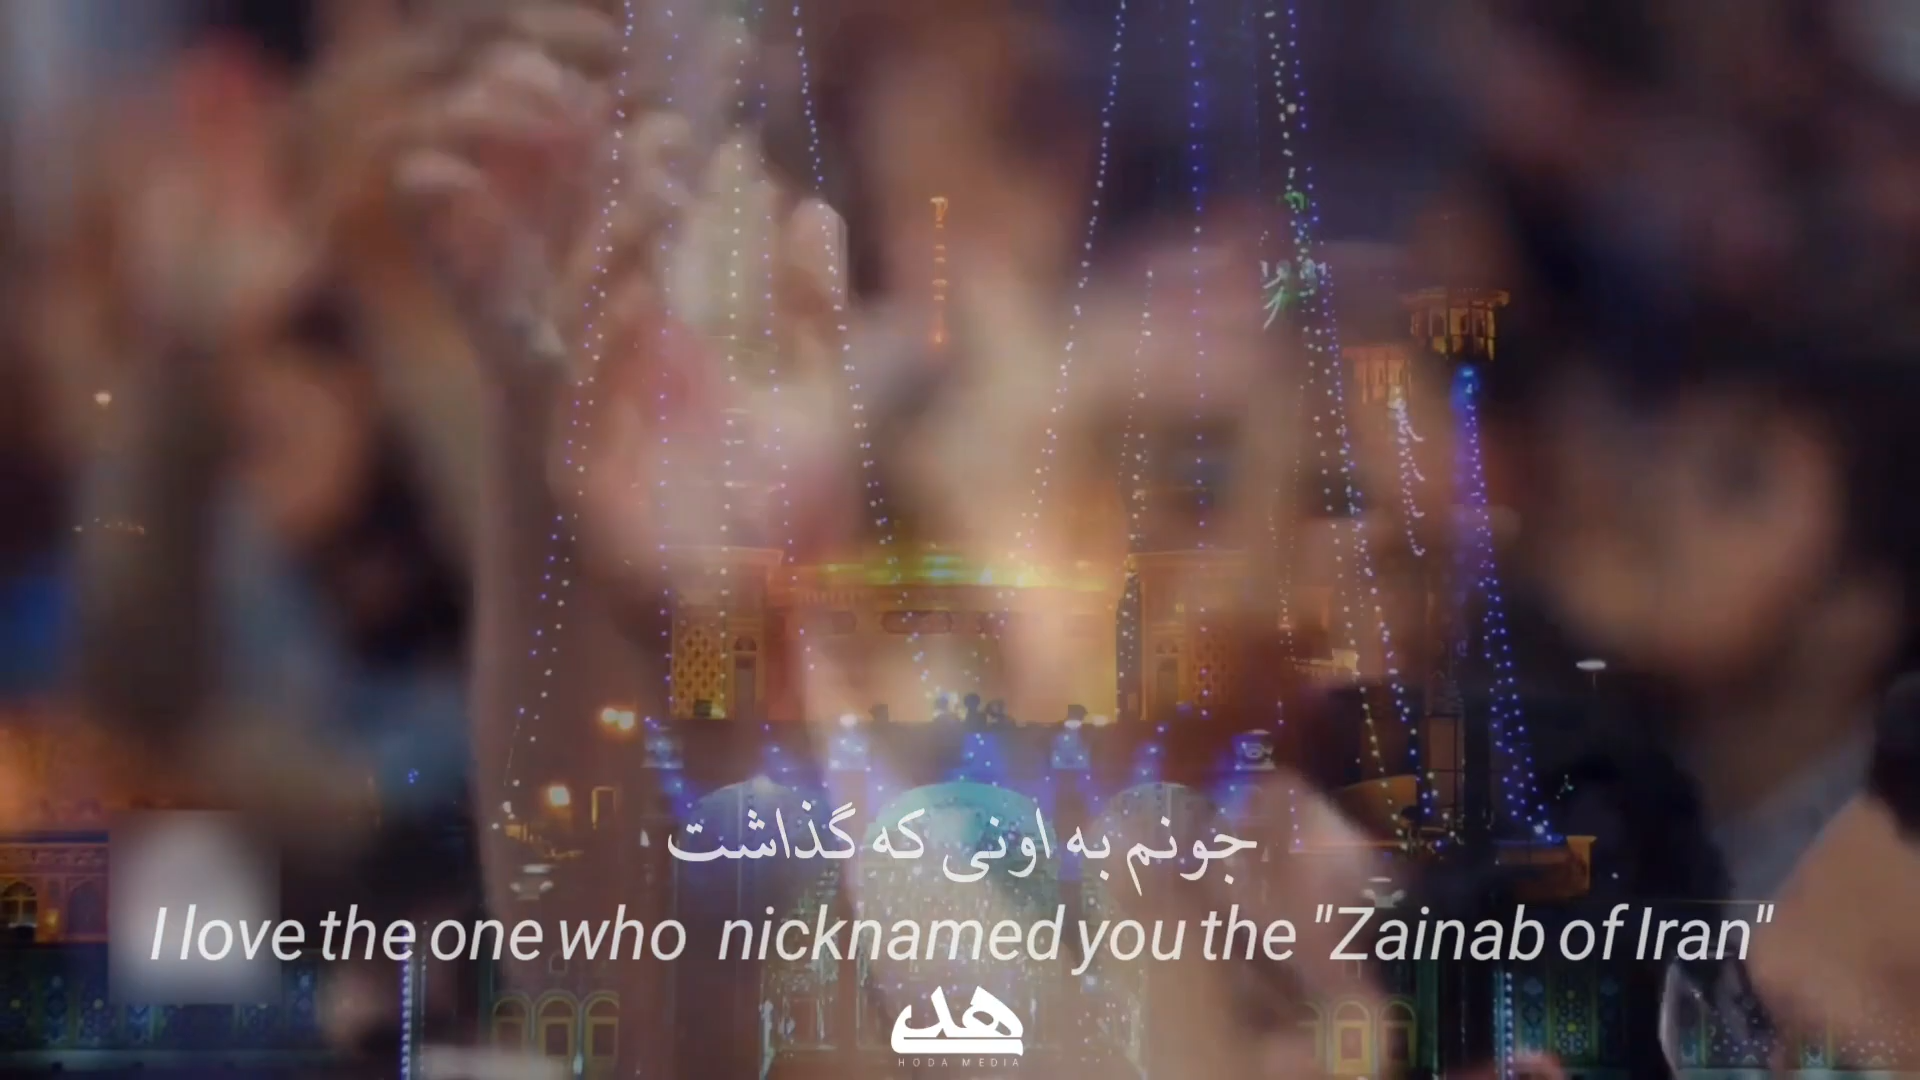 جونم به اونی که گذاشت
I love the one who nicknamed you the "Zainab of Iran"
هدی
HODA MEDIA